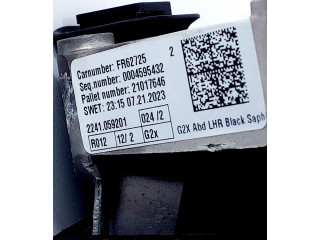 Carnumber: FR62725 2
Seq.number: 0004595432
Pallet number: 21017646
SWET: 23:15 07.21.2023
2241.059201 024 /2
R012 12/ 2 G2x
G2X Abd LHR Black Saph